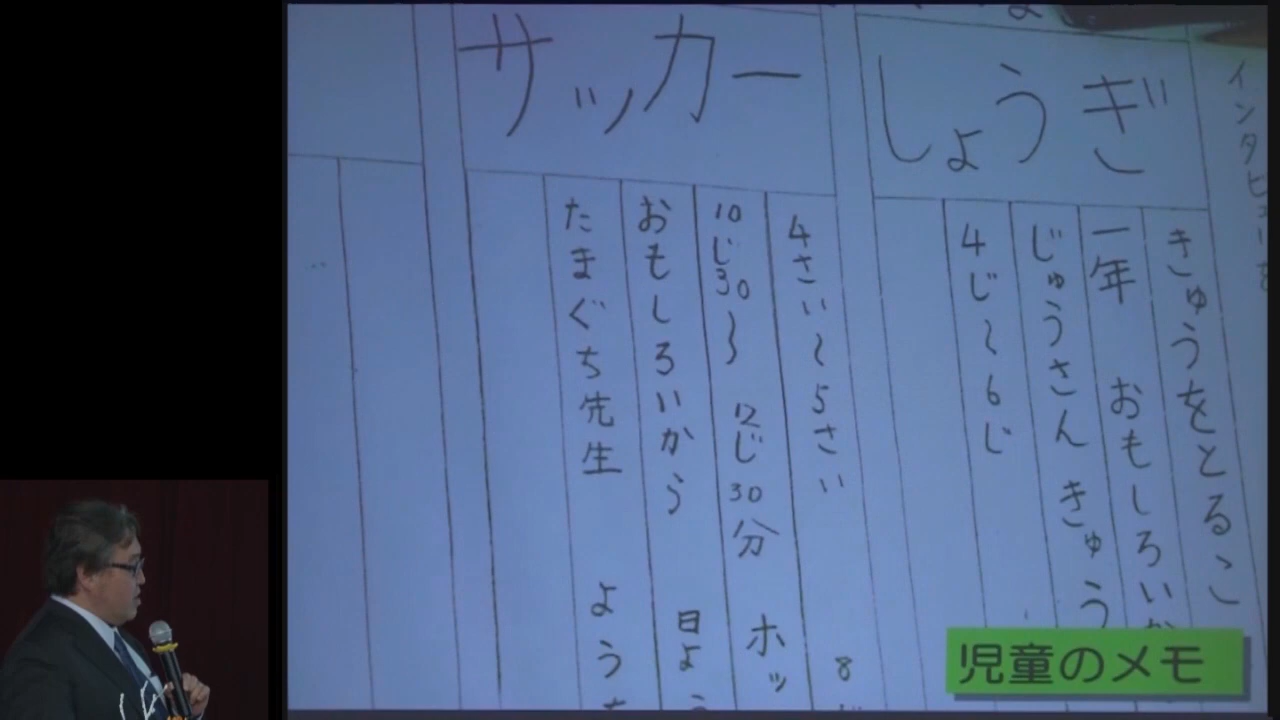 インタビューを
しょうぎ
きゅうをとるこ
一年 おもしろいか
じゅうさん きゅう
4じ〜6じ
サッカー
4さい〜5さい 8
10じ30〜12じ30分 ホッ
おもしろいから 日よう
たまぐち先生 よう
児童のメモ